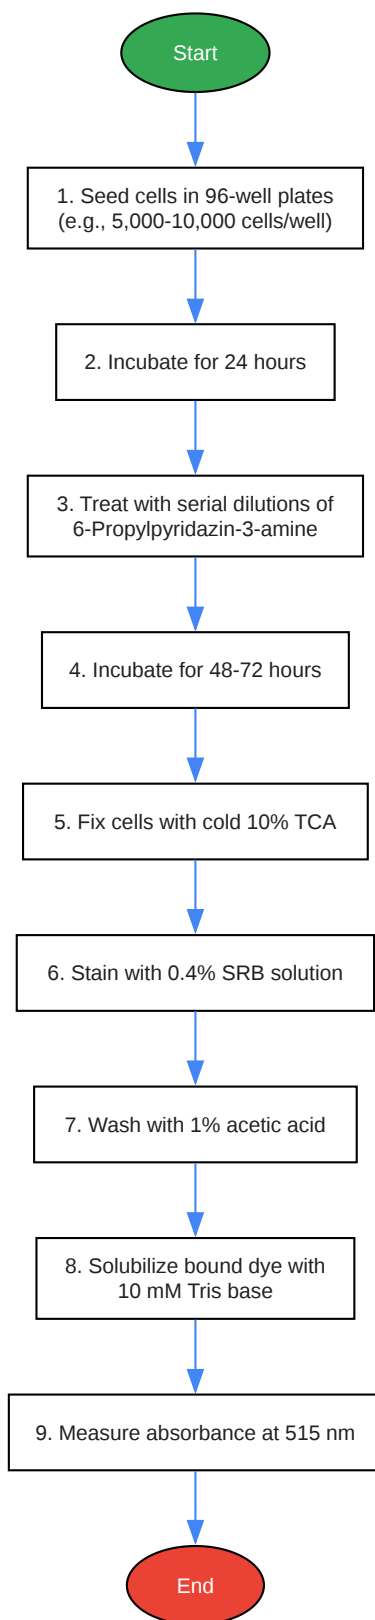 Start
1. Seed cells in 96-well plates
(e.g., 5,000-10,000 cells/well)
2. Incubate for 24 hours
3. Treat with serial dilutions of
6-Propylpyridazin-3-amine
4. Incubate for 48-72 hours
5. Fix cells with cold 10% TCA
6. Stain with 0.4% SRB solution
7. Wash with 1% acetic acid
8. Solubilize bound dye with
10 mM Tris base
9. Measure absorbance at 515 nm
End